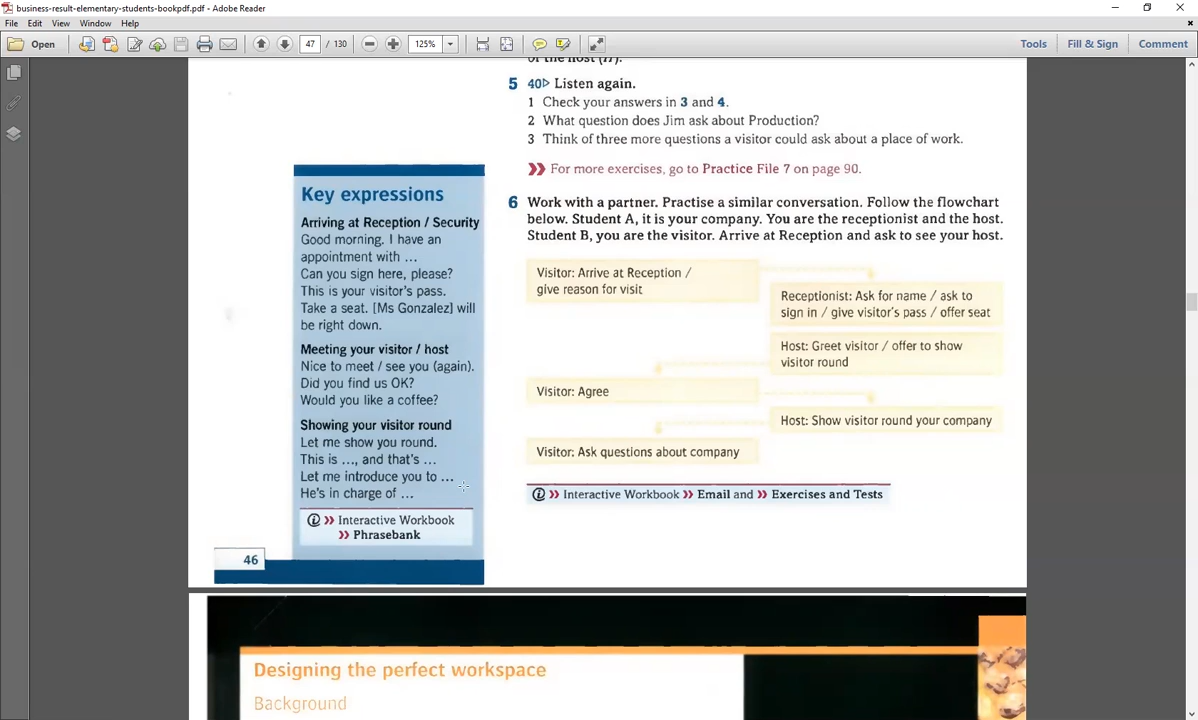 business-result-elementary-students-bookpdf.pdf - Adobe Reader
File Edit View Window Help
Open 47 / 130 125% Tools Fill & Sign Comment
of the host (H).
5 40 Listen again.
1 Check your answers in 3 and 4.
2 What question does Jim ask about Production?
3 Think of three more questions a visitor could ask about a place of work.
For more exercises, go to Practice File 7 on page 90.
6 Work with a partner. Practise a similar conversation. Follow the flowchart
below. Student A, it is your company. You are the receptionist and the host.
Student B, you are the visitor. Arrive at Reception and ask to see your host.
Visitor: Arrive at Reception /
give reason for visit
Receptionist: Ask for name / ask to
sign in / give visitor's pass / offer seat
Host: Greet visitor / offer to show
visitor round
Visitor: Agree
Host: Show visitor round your company
Visitor: Ask questions about company
Interactive Workbook Email and Exercises and Tests
Key expressions
Arriving at Reception / Security
Good morning. I have an
appointment with ...
Can you sign here, please?
This is your visitor's pass.
Take a seat. [Ms Gonzalez] will
be right down.
Meeting your visitor / host
Nice to meet / see you (again).
Did you find us OK?
Would you like a coffee?
Showing your visitor round
Let me show you round.
This is ..., and that's ...
Let me introduce you to ...
He's in charge of ...
Interactive Workbook
Phrasebank
46
Designing the perfect workspace
Background